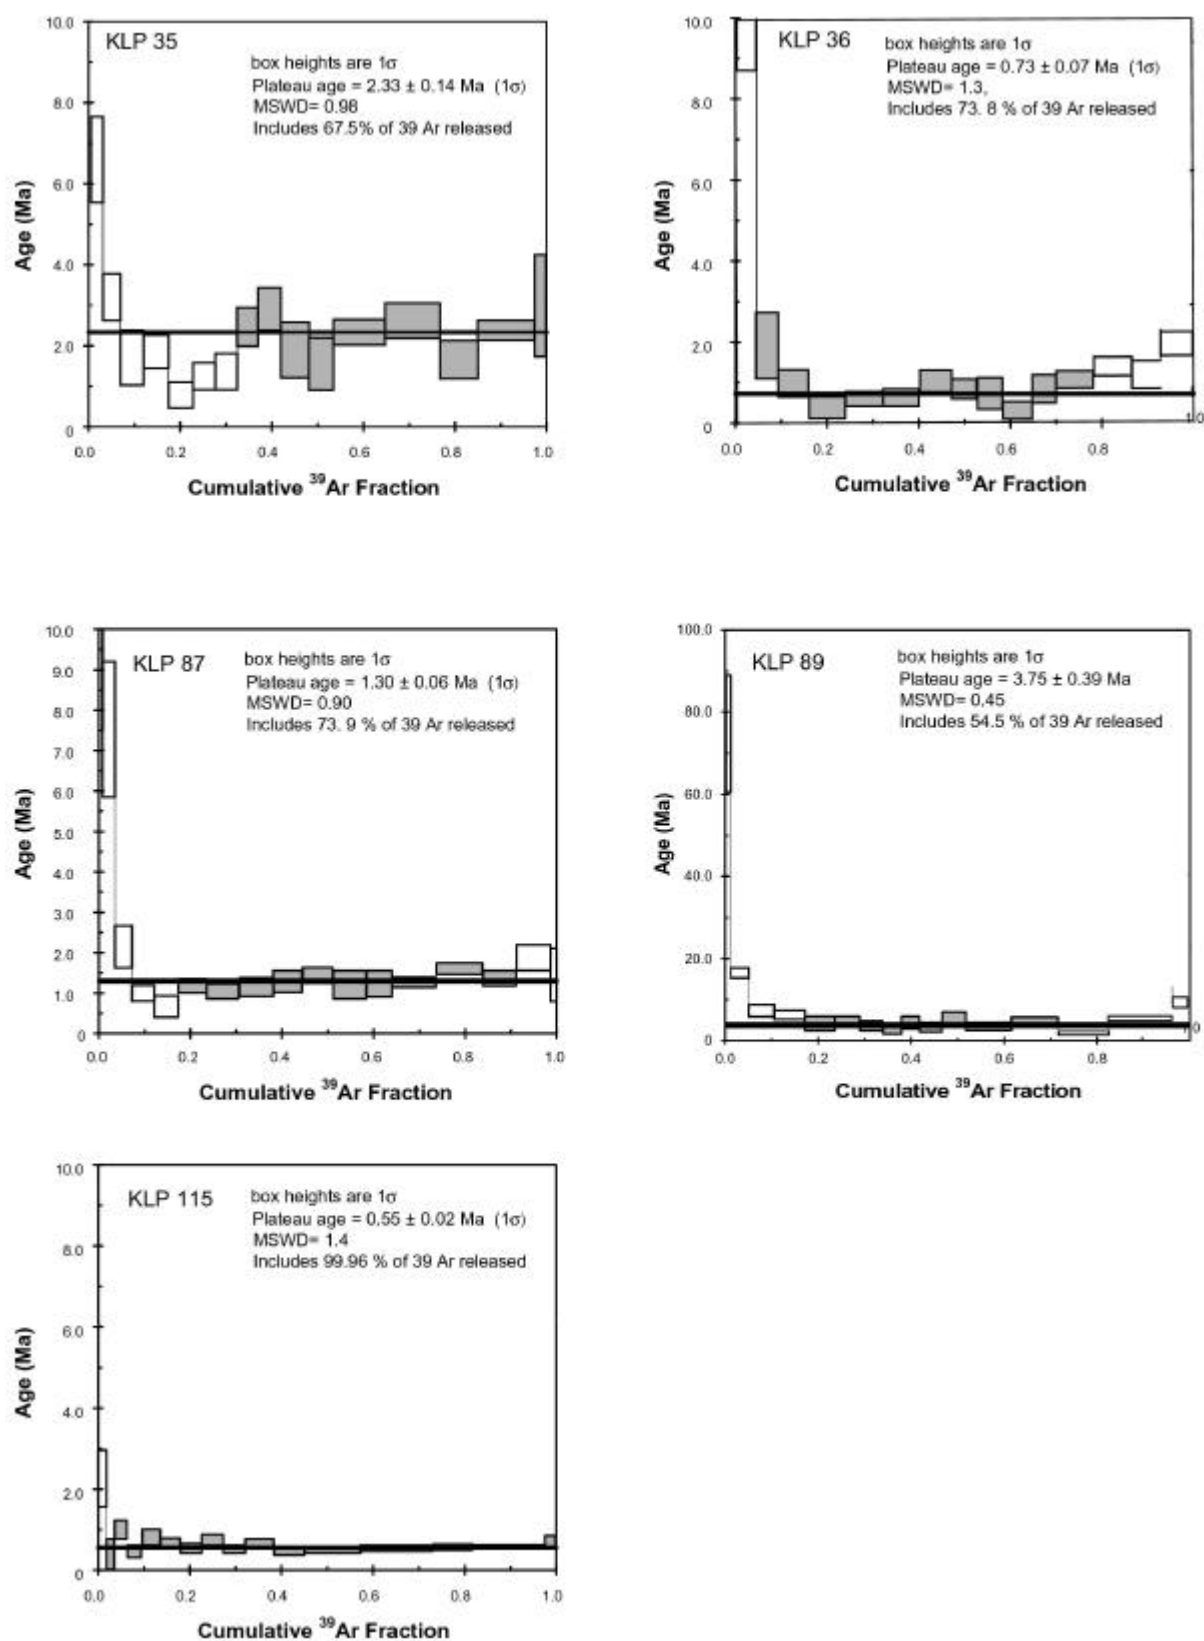 KLP 35
box heights are 1σ
Plateau age = 2.33 ± 0.14 Ma (1σ)
MSWD= 0.98
Includes 67.5% of 39 Ar released
10.0
8.0
6.0
4.0
2.0
0
Age (Ma)
0.0 0.2 0.4 0.6 0.8 1.0
Cumulative ³⁹Ar Fraction
KLP 36
box heights are 1σ
Plateau age = 0.73 ± 0.07 Ma (1σ)
MSWD= 1.3,
Includes 73. 8 % of 39 Ar released
10.0
8.0
6.0
4.0
2.0
0
Age (Ma)
0.0 0.2 0.4 0.6 0.8 1.0
Cumulative ³⁹Ar Fraction
KLP 87
box heights are 1σ
Plateau age = 1.30 ± 0.06 Ma (1σ)
MSWD= 0.90
Includes 73. 9 % of 39 Ar released
10.0
9.0
8.0
7.0
6.0
5.0
4.0
3.0
2.0
1.0
0
Age (Ma)
0.0 0.2 0.4 0.6 0.8 1.0
Cumulative ³⁹Ar Fraction
KLP 89
box heights are 1σ
Plateau age = 3.75 ± 0.39 Ma
MSWD= 0.45
Includes 54.5 % of 39 Ar released
100.0
80.0
60.0
40.0
20.0
0
Age (Ma)
0.0 0.2 0.4 0.6 0.8
Cumulative ³⁹Ar Fraction
KLP 115
box heights are 1σ
Plateau age = 0.55 ± 0.02 Ma (1σ)
MSWD= 1.4
Includes 99.96 % of 39 Ar released
10.0
8.0
6.0
4.0
2.0
0
Age (Ma)
0.0 0.2 0.4 0.6 0.8 1.0
Cumulative ³⁹Ar Fraction